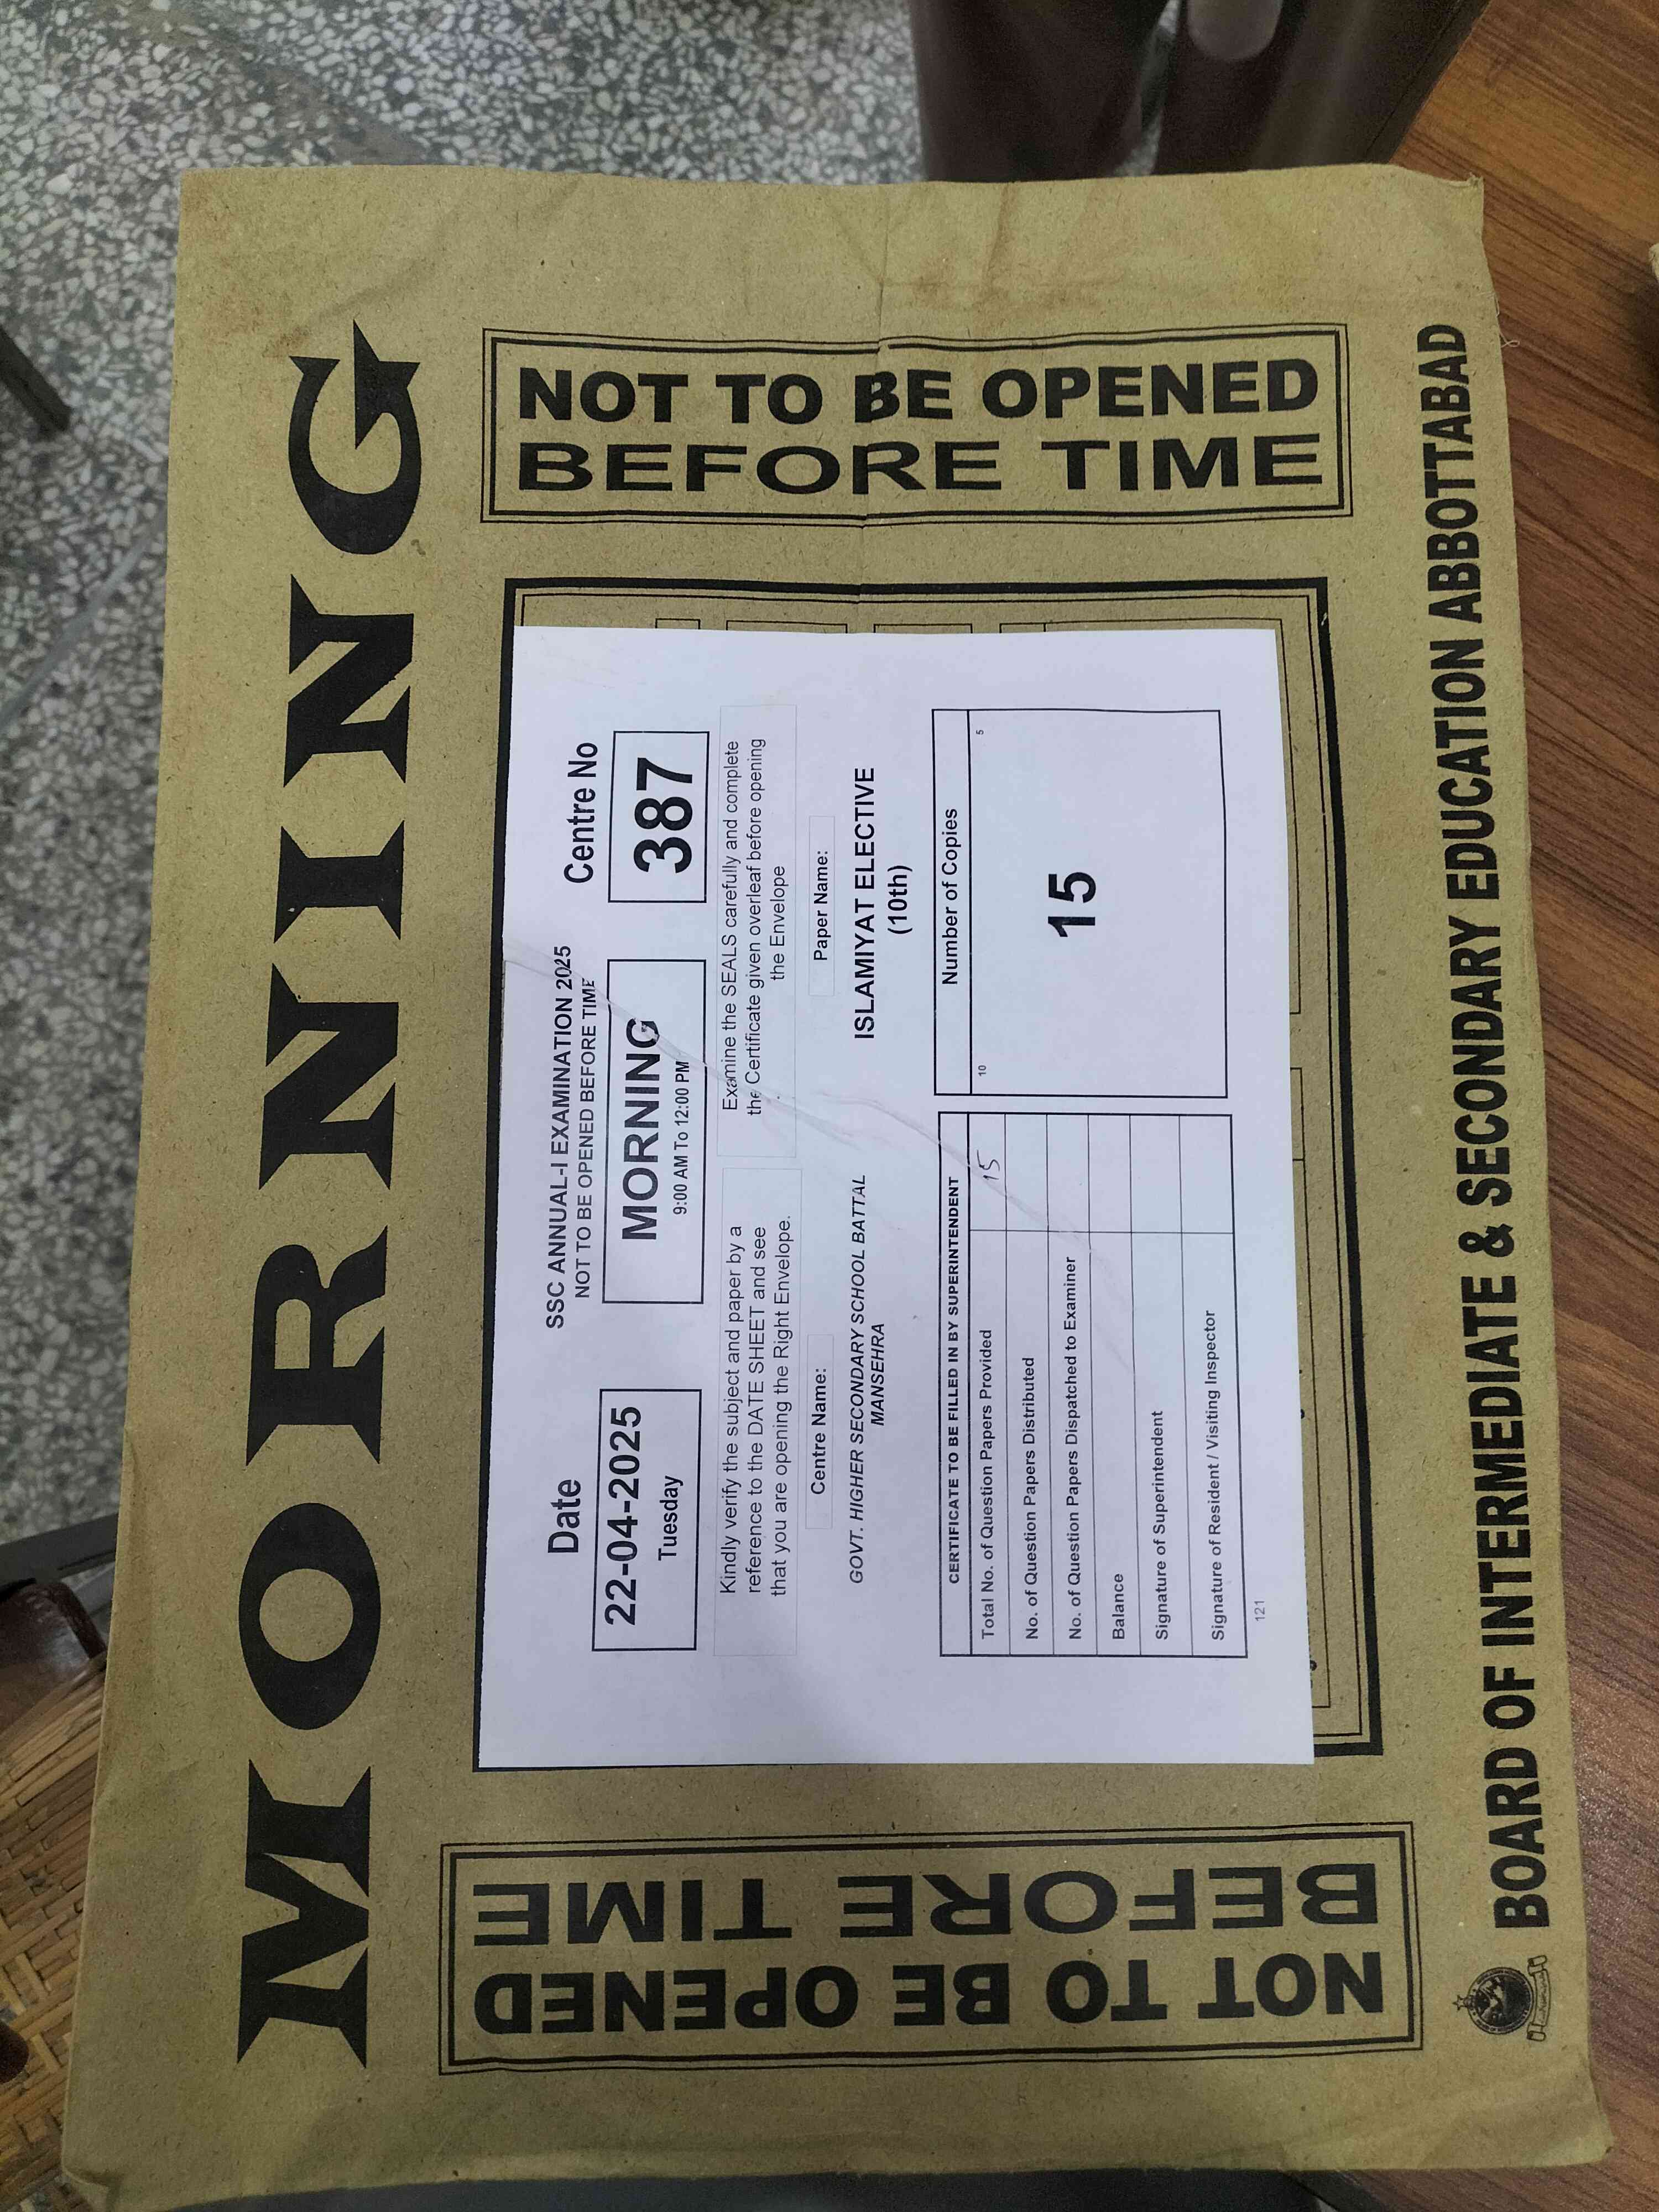 MORNING
NOT TO BE OPENED
BEFORE TIME
SSC ANNUAL-I EXAMINATION 2025
NOT TO BE OPENED BEFORE TIME
Date
22-04-2025
Tuesday
MORNING
9:00 AM To 12:00 PM
Centre No
387
Kindly verify the subject and paper by a
reference to the DATE SHEET and see
that you are opening the Right Envelope.
Examine the SEALS carefully and complete
the Certificate given overleaf before opening
the Envelope
Centre Name:
GOVT. HIGHER SECONDARY SCHOOL BATTAL
MANSEHRA
Paper Name:
ISLAMIYAT ELECTIVE
(10th)
CERTIFICATE TO BE FILLED IN BY SUPERINTENDENT
Total No. of Question Papers Provided 15
No. of Question Papers Distributed
No. of Question Papers Dispatched to Examiner
Balance
Signature of Superintendent
Signature of Resident / Visiting Inspector
121
Number of Copies
10 5
15
NOT TO BE OPENED
BEFORE TIME
BOARD OF INTERMEDIATE & SECONDARY EDUCATION ABBOTTABAD